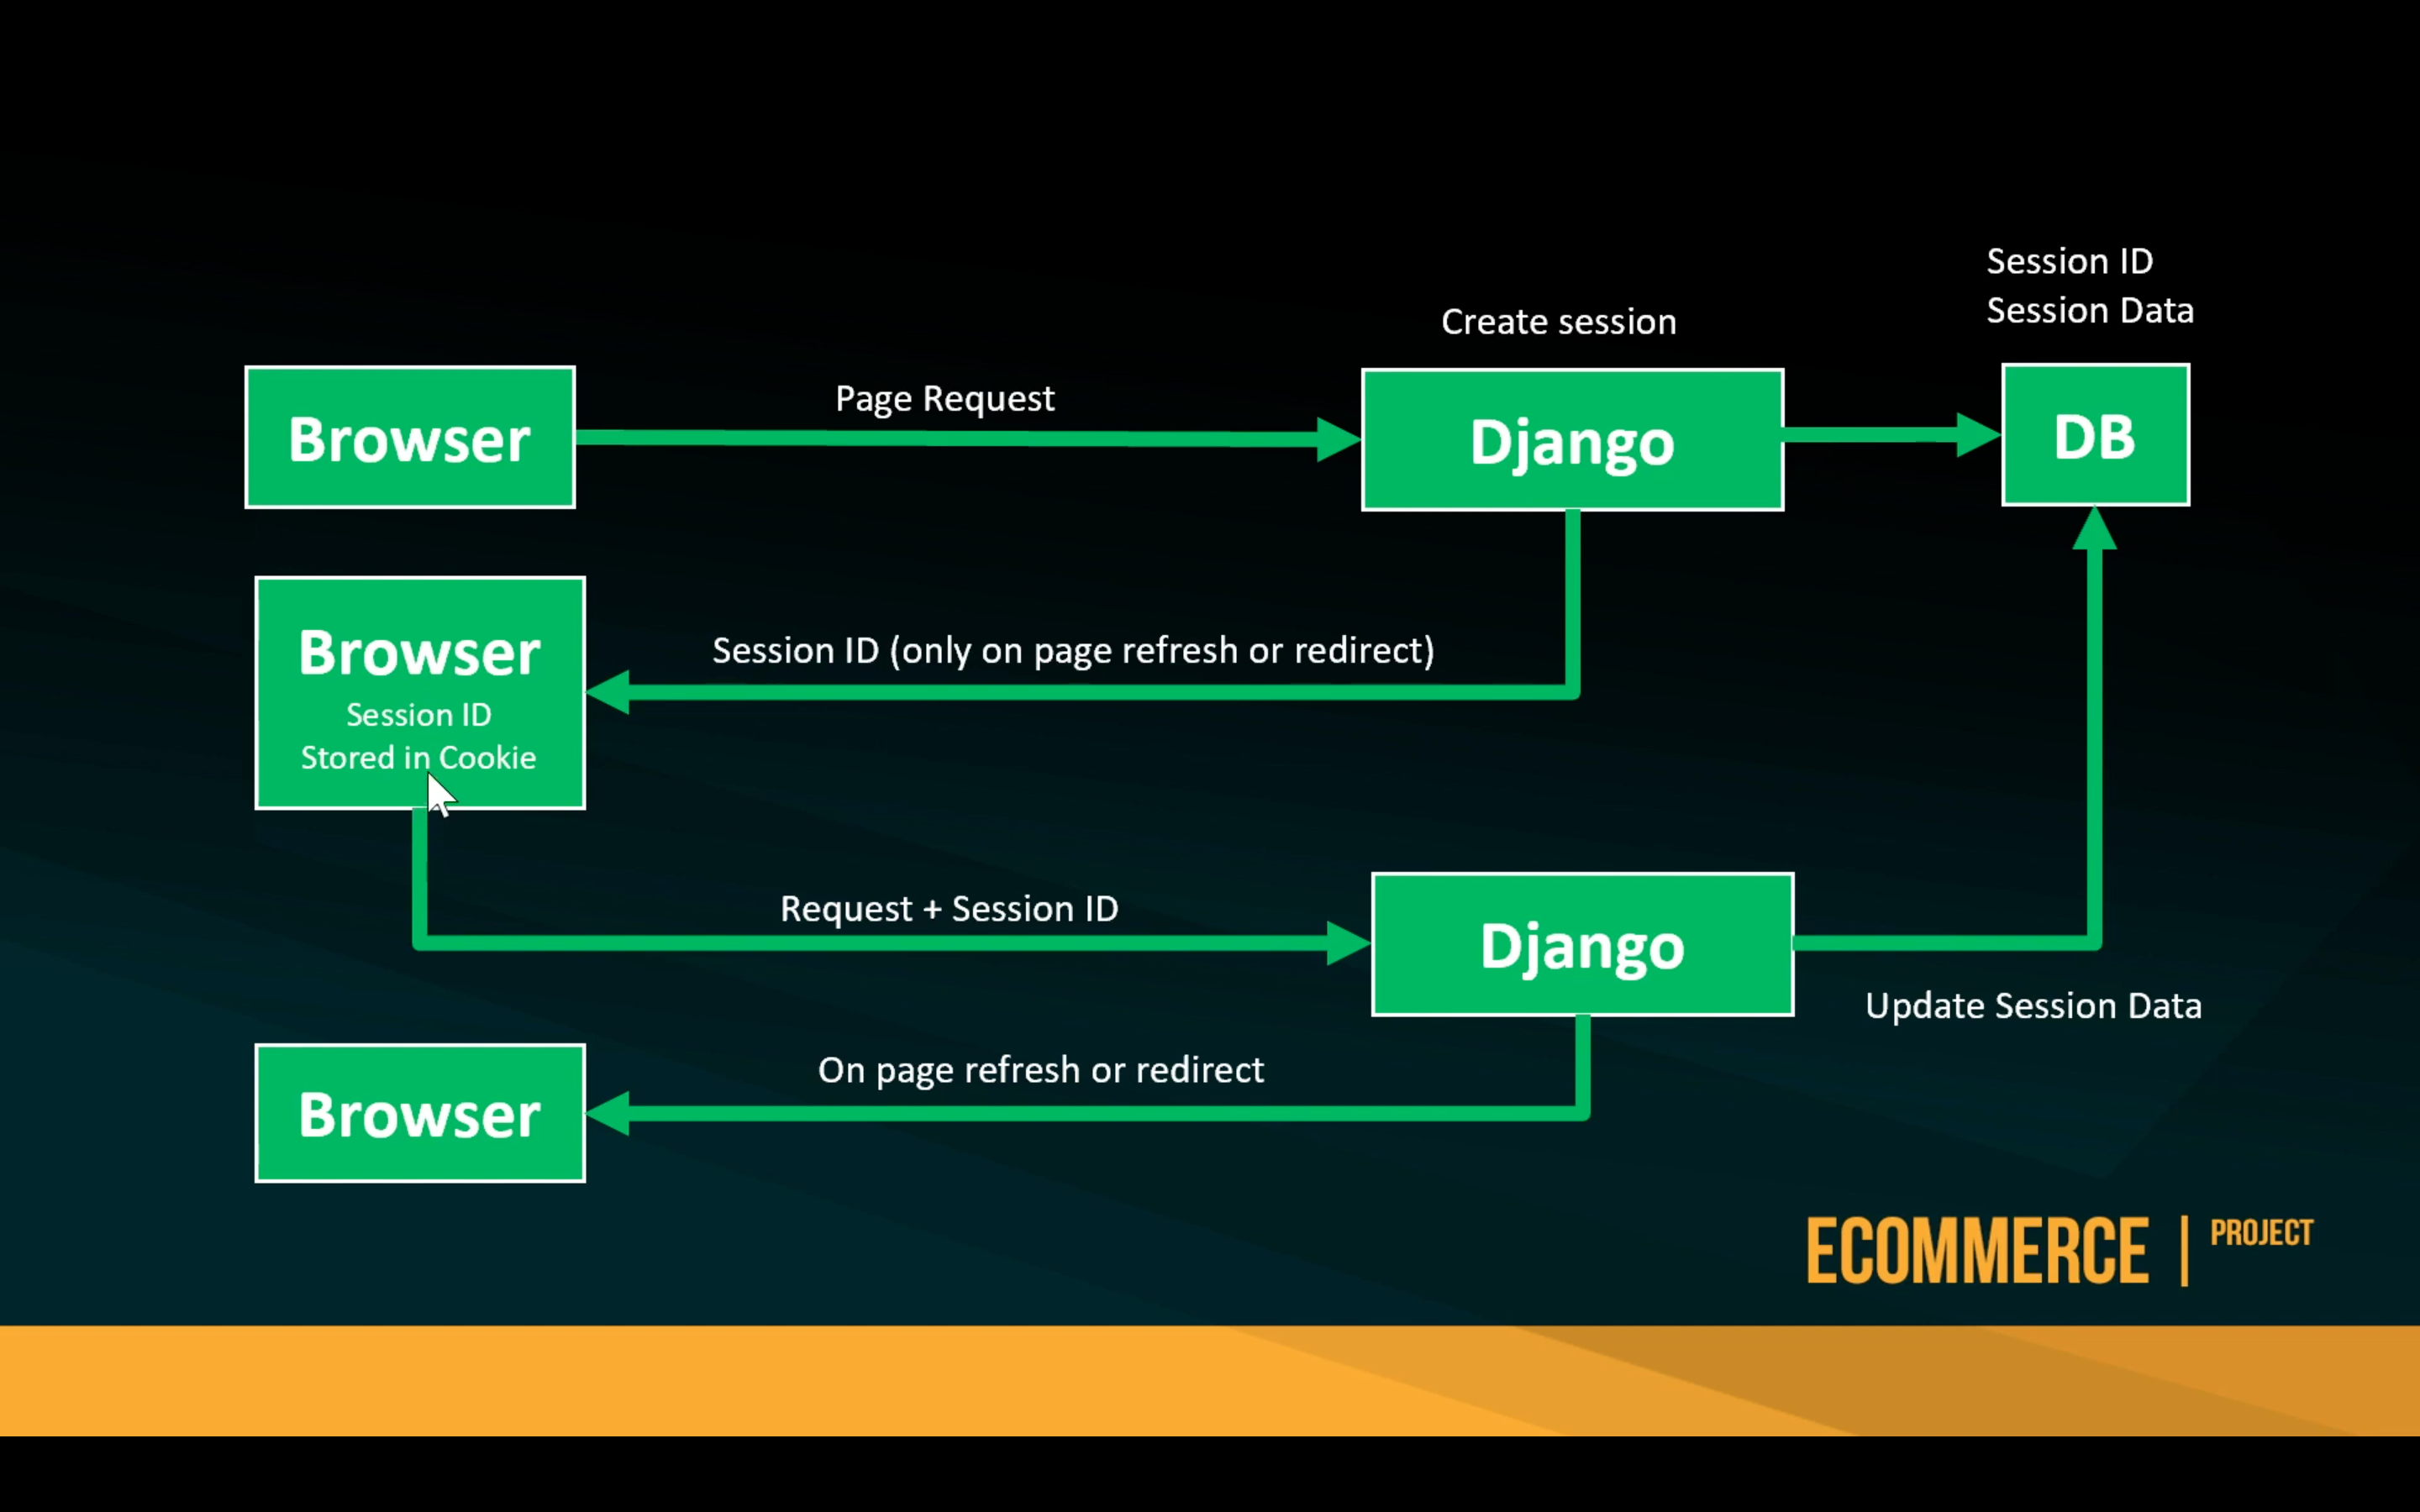 Session ID
Session Data
Create session
Browser
Page Request
Django
DB
Browser
Session ID
Stored in Cookie
Session ID (only on page refresh or redirect)
Request + Session ID
Django
Update Session Data
Browser
On page refresh or redirect
ECOMMERCE | PROJECT